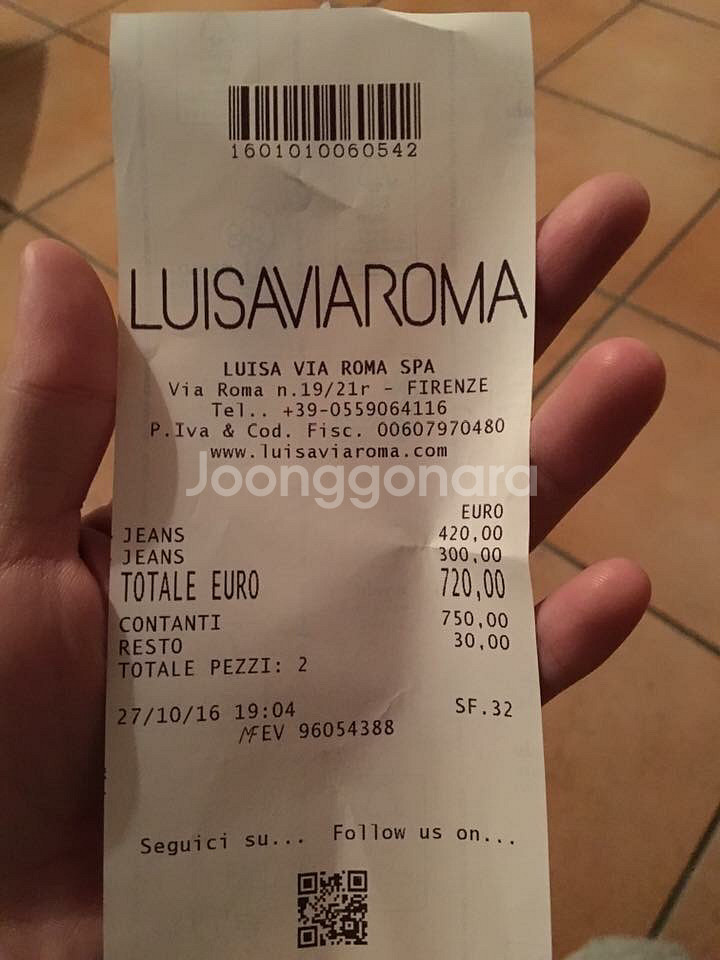 1601010060542
LUISAVIAROMA
LUISA VIA ROMA SPA
Via Roma n.19/21r - FIRENZE
Tel.. +39-0559064116
P.Iva & Cod. Fisc. 00607970480
www.luisaviaroma.com
Joonggonara
EURO
JEANS 420,00
JEANS 300,00
TOTALE EURO 720,00
CONTANTI 750,00
RESTO 30,00
TOTALE PEZZI: 2
27/10/16 19:04 SF.32
MFEV 96054388
Seguici su... Follow us on...